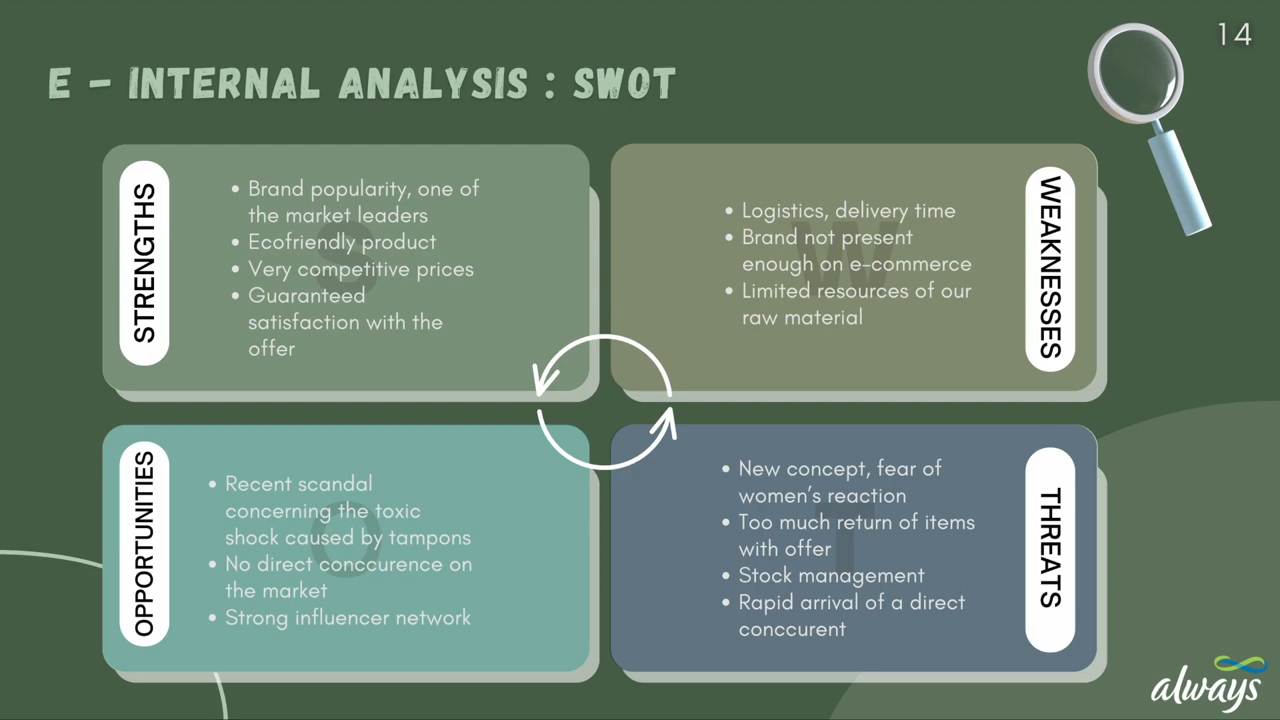 14
E - INTERNAL ANALYSIS : SWOT
STRENGTHS
• Brand popularity, one of
the market leaders
• Ecofriendly product
• Very competitive prices
• Guaranteed
satisfaction with the
offer
S
WEAKNESSES
• Logistics, delivery time
• Brand not present
enough on e-commerce
• Limited resources of our
raw material
W
OPPORTUNITIES
• Recent scandal
concerning the toxic
shock caused by tampons
• No direct conccurence on
the market
• Strong influencer network
O
THREATS
• New concept, fear of
women's reaction
• Too much return of items
with offer
• Stock management
• Rapid arrival of a direct
conccurent
T
always